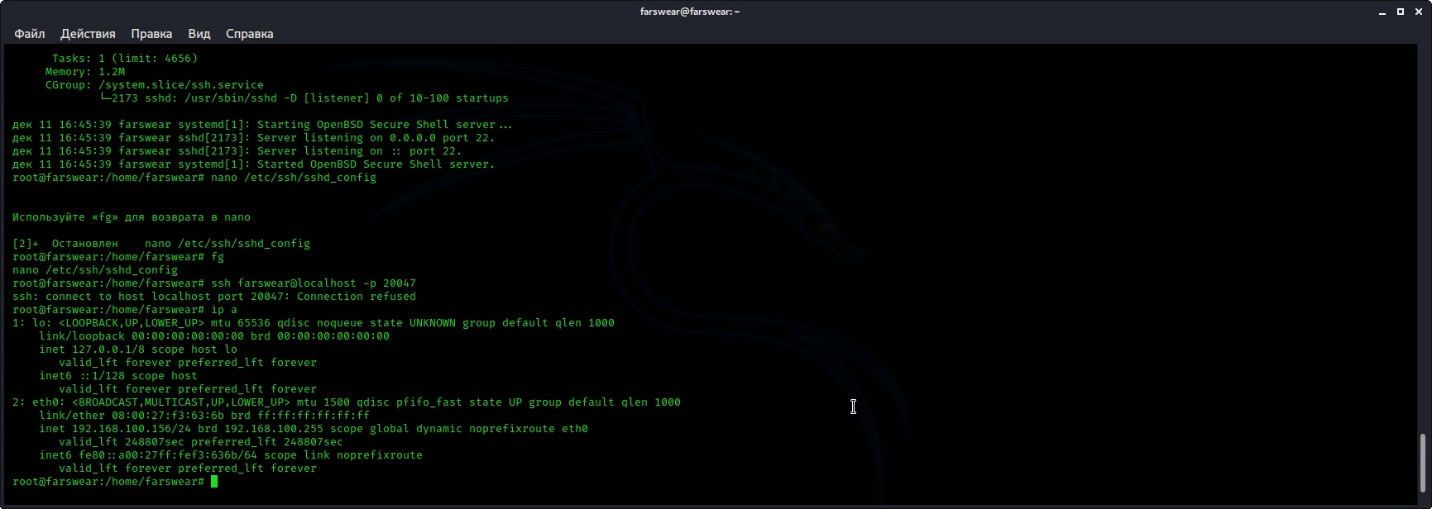 farswear@farswear: ~
Файл Действия Правка Вид Справка
Tasks: 1 (limit: 4656)
Memory: 1.2M
CGroup: /system.slice/ssh.service
└─2173 sshd: /usr/sbin/sshd -D [listener] 0 of 10-100 startups
дек 11 16:45:39 farswear systemd[1]: Starting OpenBSD Secure Shell server...
дек 11 16:45:39 farswear sshd[2173]: Server listening on 0.0.0.0 port 22.
дек 11 16:45:39 farswear sshd[2173]: Server listening on :: port 22.
дек 11 16:45:39 farswear systemd[1]: Started OpenBSD Secure Shell server.
root@farswear:/home/farswear# nano /etc/ssh/sshd_config
Используйте «fg» для возврата в nano
[2]+  Остановлен    nano /etc/ssh/sshd_config
root@farswear:/home/farswear# fg
nano /etc/ssh/sshd_config
root@farswear:/home/farswear# ssh farswear@localhost -p 20047
ssh: connect to host localhost port 20047: Connection refused
root@farswear:/home/farswear# ip a
1: lo: <LOOPBACK,UP,LOWER_UP> mtu 65536 qdisc noqueue state UNKNOWN group default qlen 1000
link/loopback 00:00:00:00:00:00 brd 00:00:00:00:00:00
inet 127.0.0.1/8 scope host lo
valid_lft forever preferred_lft forever
inet6 ::1/128 scope host
valid_lft forever preferred_lft forever
2: eth0: <BROADCAST,MULTICAST,UP,LOWER_UP> mtu 1500 qdisc pfifo_fast state UP group default qlen 1000
link/ether 08:00:27:f3:63:6b brd ff:ff:ff:ff:ff:ff
inet 192.168.100.156/24 brd 192.168.100.255 scope global dynamic noprefixroute eth0
valid_lft 248807sec preferred_lft 248807sec
inet6 fe80::a00:27ff:fef3:636b/64 scope link noprefixroute
valid_lft forever preferred_lft forever
root@farswear:/home/farswear#